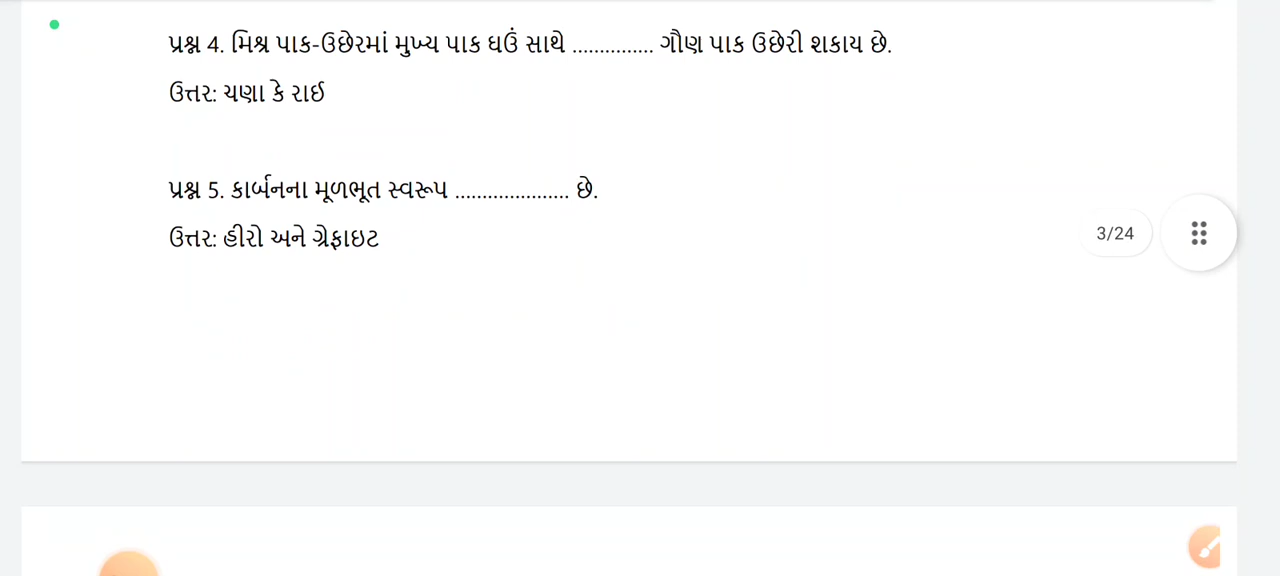 પ્રશ્ન 4. મિશ્ર પાક-ઉછેરમાં મુખ્ય પાક ઘઉં સાથે ............... ગૌણ પાક ઉછેરી શકાય છે.
ઉત્તર: ચણા કે રાઈ
પ્રશ્ન 5. કાર્બનના મૂળભૂત સ્વરૂપ ..................... છે.
ઉત્તર: હીરો અને ગ્રેફાઇટ
3/24